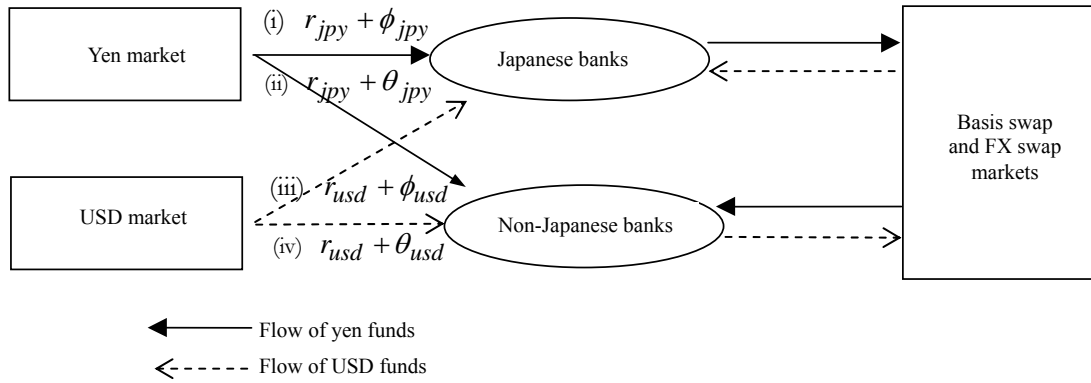 (i) r_jpy + ϕ_jpy
Yen market
Japanese banks
(ii) r_jpy + θ_jpy
Basis swap
and FX swap
markets
(iii) r_usd + ϕ_usd
USD market
Non-Japanese banks
(iv) r_usd + θ_usd
Flow of yen funds
Flow of USD funds